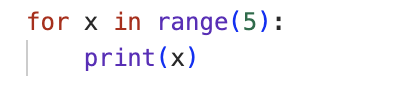 for x in range(5):
    print(x)